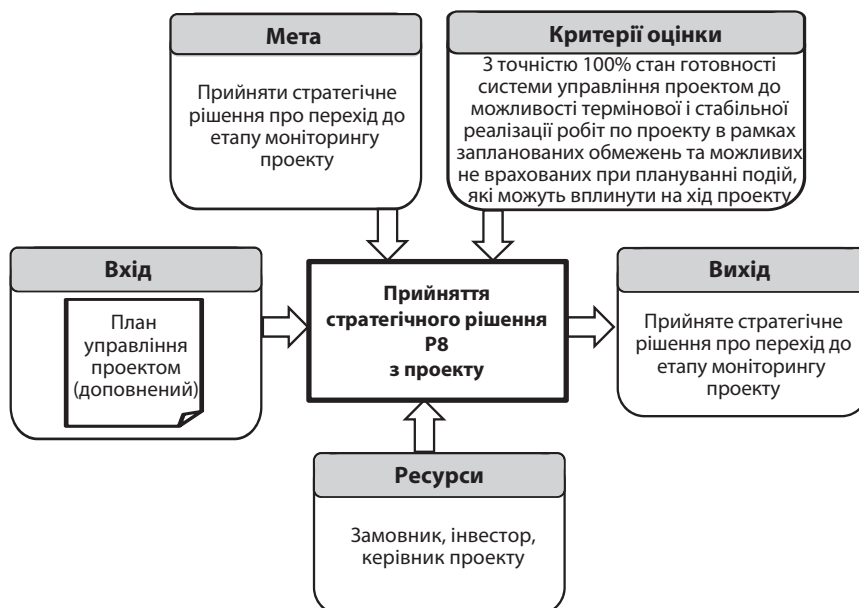 Мета
Прийняти стратегічне
рішення про перехід до
етапу моніторингу
проекту
Критерії оцінки
З точністю 100% стан готовності
системи управління проектом до
можливості термінової і стабільної
реалізації робіт по проекту в рамках
запланованих обмежень та можливих
не врахованих при плануванні подій,
які можуть вплинути на хід проекту
Вхід
План
управління
проектом
(доповнений)
Прийняття
стратегічного рішення
Р8
з проекту
Вихід
Прийняте стратегічне
рішення про перехід до
етапу моніторингу
проекту
Ресурси
Замовник, інвестор,
керівник проекту